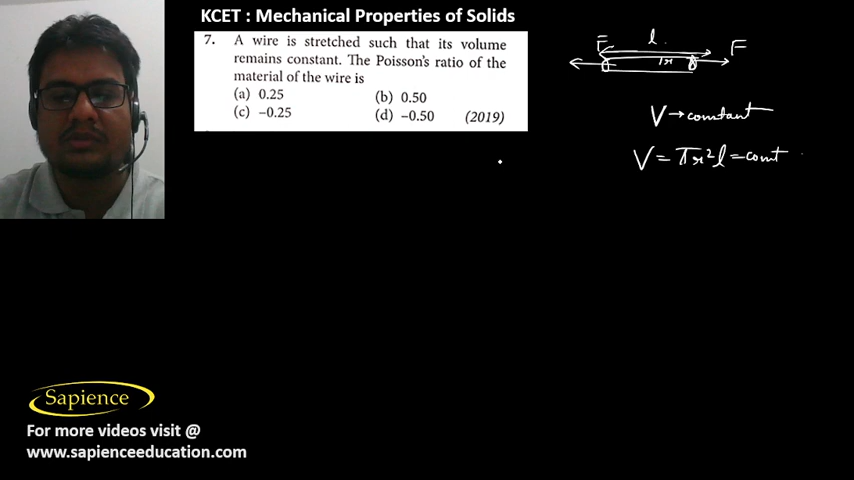 KCET : Mechanical Properties of Solids
7. A wire is stretched such that its volume
remains constant. The Poisson's ratio of the
material of the wire is
(a) 0.25 (b) 0.50
(c) −0.25 (d) −0.50 (2019)
F l F
r
V → constant
V = πr²l = const
Sapience
For more videos visit @
www.sapienceeducation.com